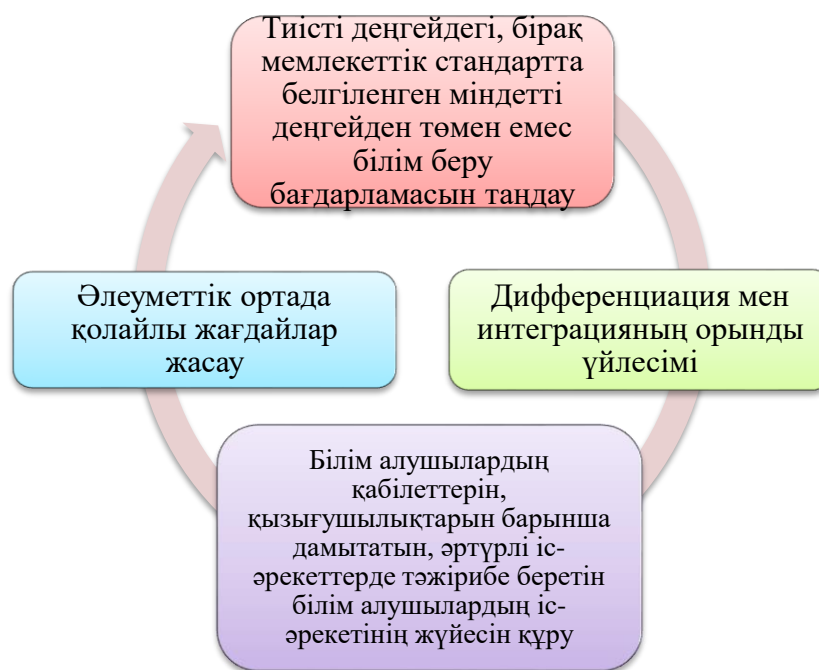 Тиісті деңгейдегі, бірақ
мемлекеттік стандартта
белгіленген міндетті
деңгейден төмен емес
білім беру
бағдарламасын таңдау
Дифференциация мен
интеграцияның орынды
үйлесімі
Білім алушылардың
қабілеттерін,
қызығушылықтарын барынша
дамытатын, әртүрлі іс-
әрекеттерде тәжірибе беретін
білім алушылардың іс-
әрекетінің жүйесін құру
Әлеуметтік ортада
қолайлы жағдайлар
жасау